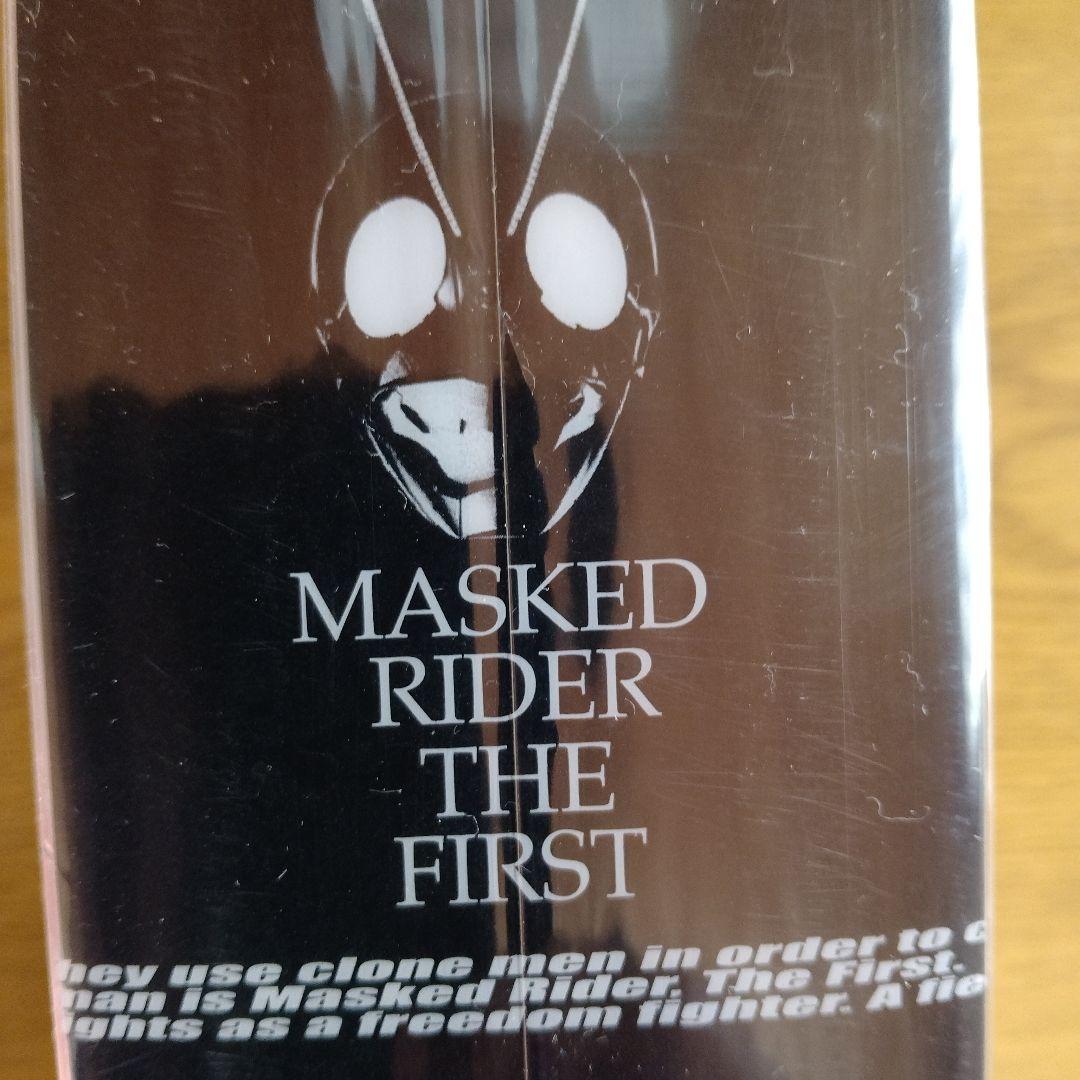 MASKED
RIDER
THE
FIRST
hey use clone men in order to c
man is Masked Rider. The First.
ights as a freedom fighter. A fie